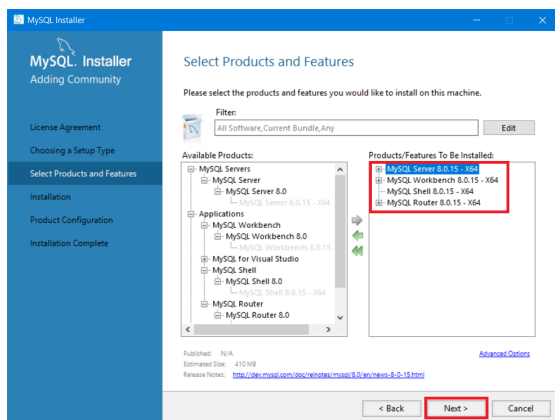 MySQL Installer
MySQL. Installer
Adding Community
License Agreement
Choosing a Setup Type
Select Products and Features
Installation
Product Configuration
Installation Complete
Select Products and Features
Please select the products and features you would like to install on this machine.
Filter:
All Software,Current Bundle,Any
Edit
Available Products:
MySQL Servers
MySQL Server
MySQL Server 8.0
MySQL Server 8.0.15 - X64
Applications
MySQL Workbench
MySQL Workbench 8.0
MySQL Workbench 8.0.15 -
MySQL for Visual Studio
MySQL Shell
MySQL Shell 8.0
MySQL Shell 8.0.15 - X64
MySQL Router
MySQL Router 8.0
Products/Features To Be Installed:
MySQL Server 8.0.15 - X64
MySQL Workbench 8.0.15 - X64
MySQL Shell 8.0.15 - X64
MySQL Router 8.0.15 - X64
Published: N/A
Advanced Options
Estimated Size: 410 MB
Release Notes: http://dev.mysql.com/doc/relnotes/mysql/8.0/en/news-8-0-15.html
< Back
Next >
Cancel